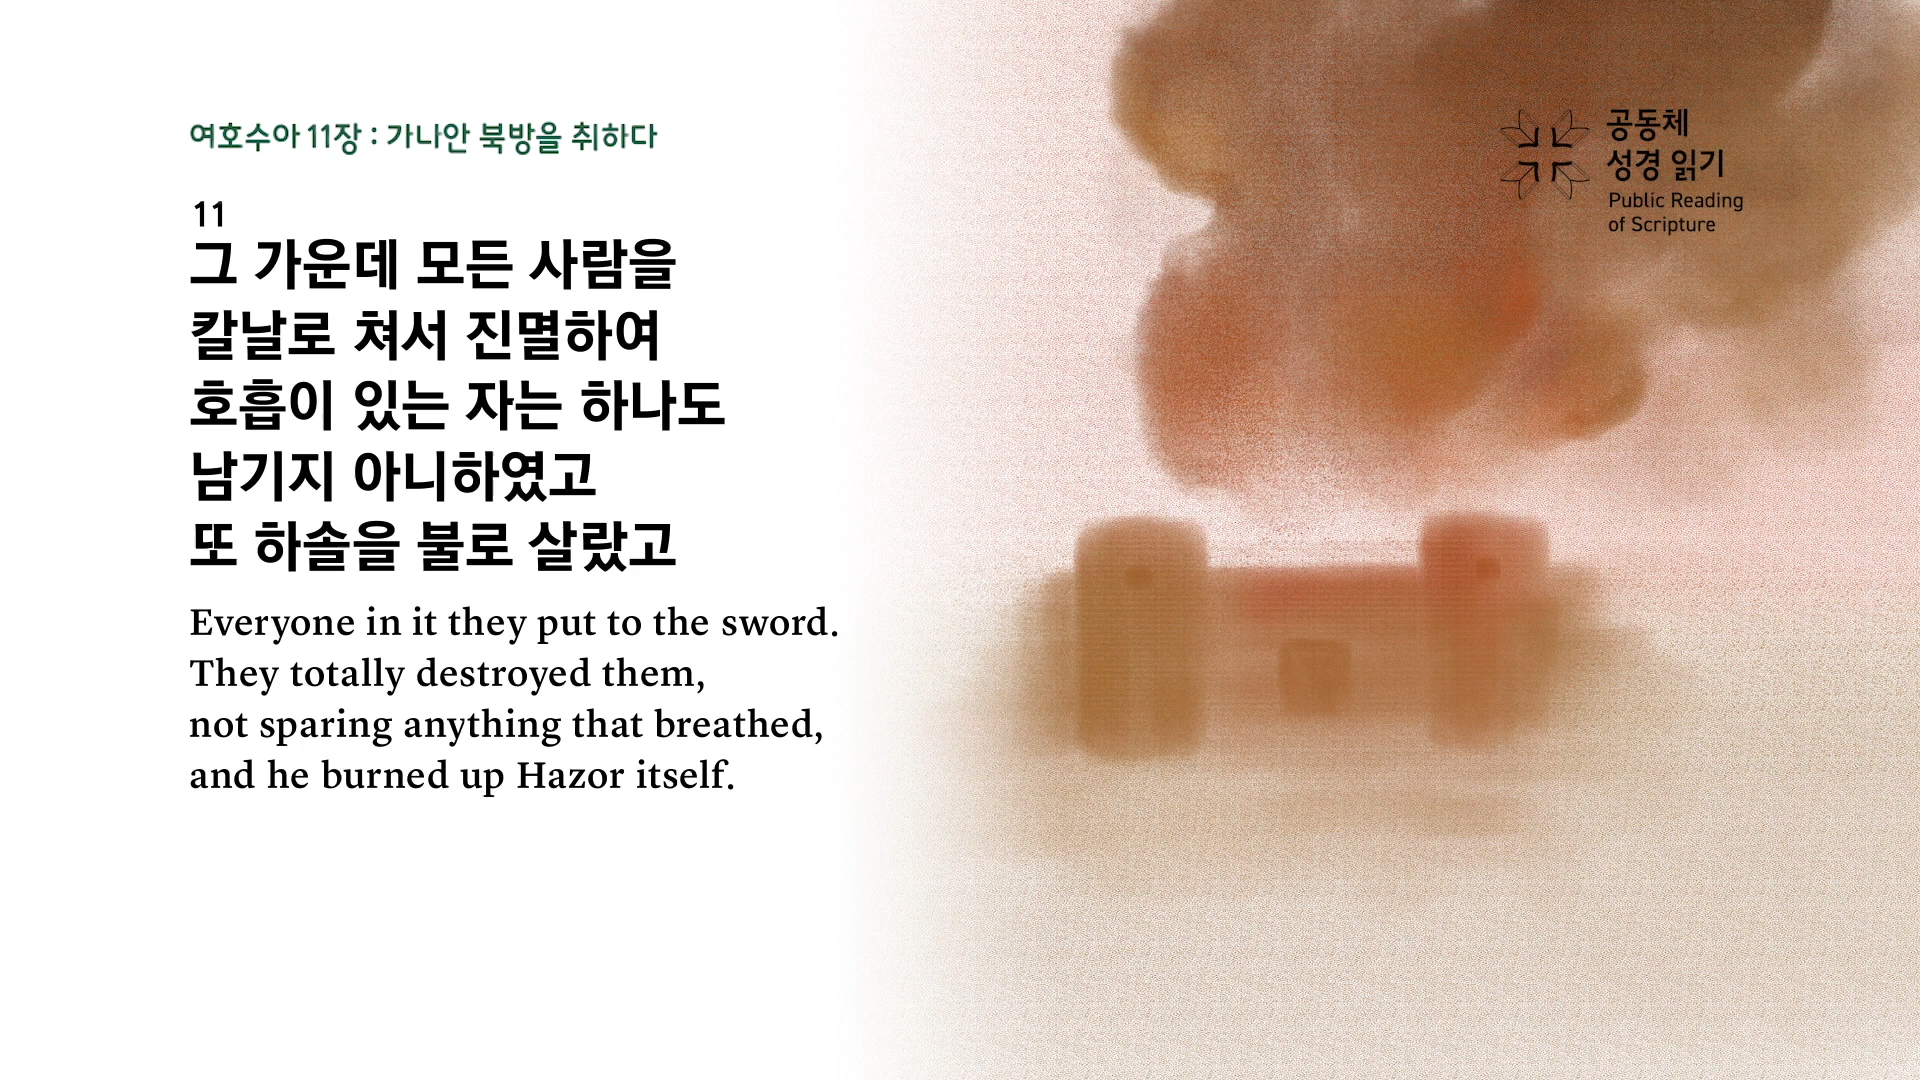 여호수아 11장 : 가나안 북방을 취하다
11
그 가운데 모든 사람을
칼날로 쳐서 진멸하여
호흡이 있는 자는 하나도
남기지 아니하였고
또 하솔을 불로 살랐고
Everyone in it they put to the sword.
They totally destroyed them,
not sparing anything that breathed,
and he burned up Hazor itself.
공동체
성경 읽기
Public Reading
of Scripture